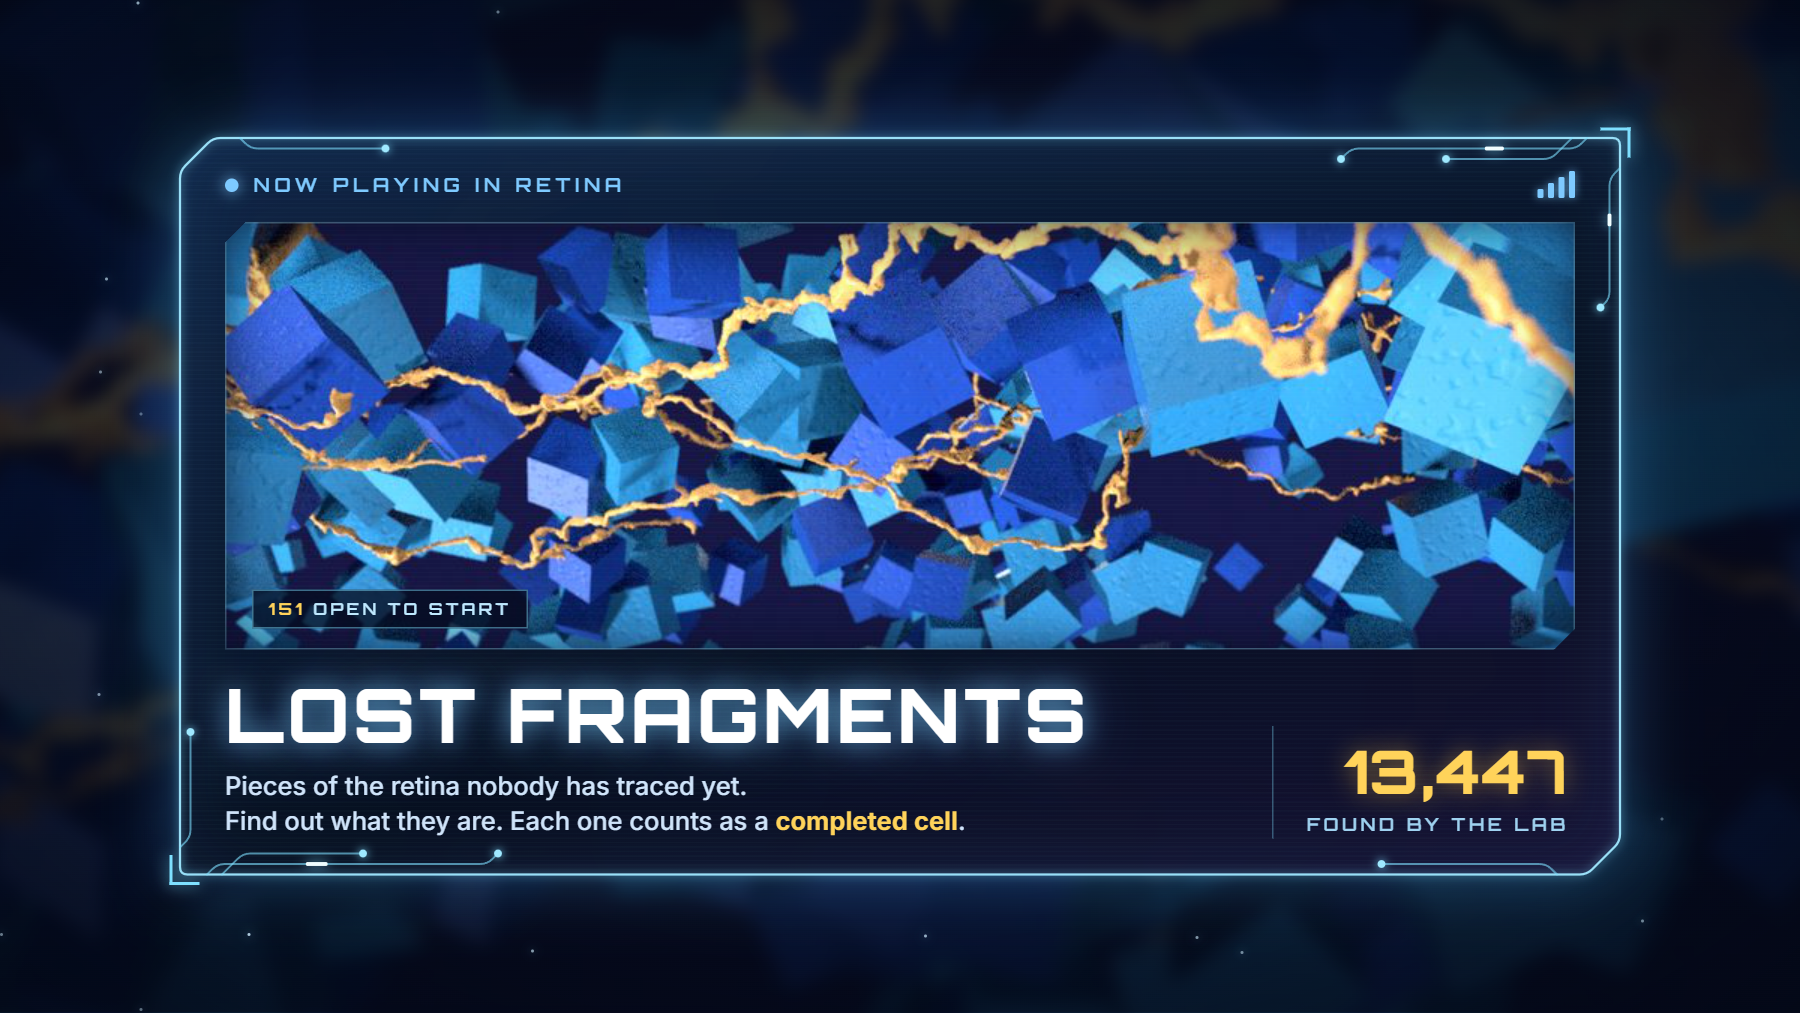 NOW PLAYING IN RETINA
151 OPEN TO START
LOST FRAGMENTS
Pieces of the retina nobody has traced yet.
Find out what they are. Each one counts as a completed cell.
13,447
FOUND BY THE LAB